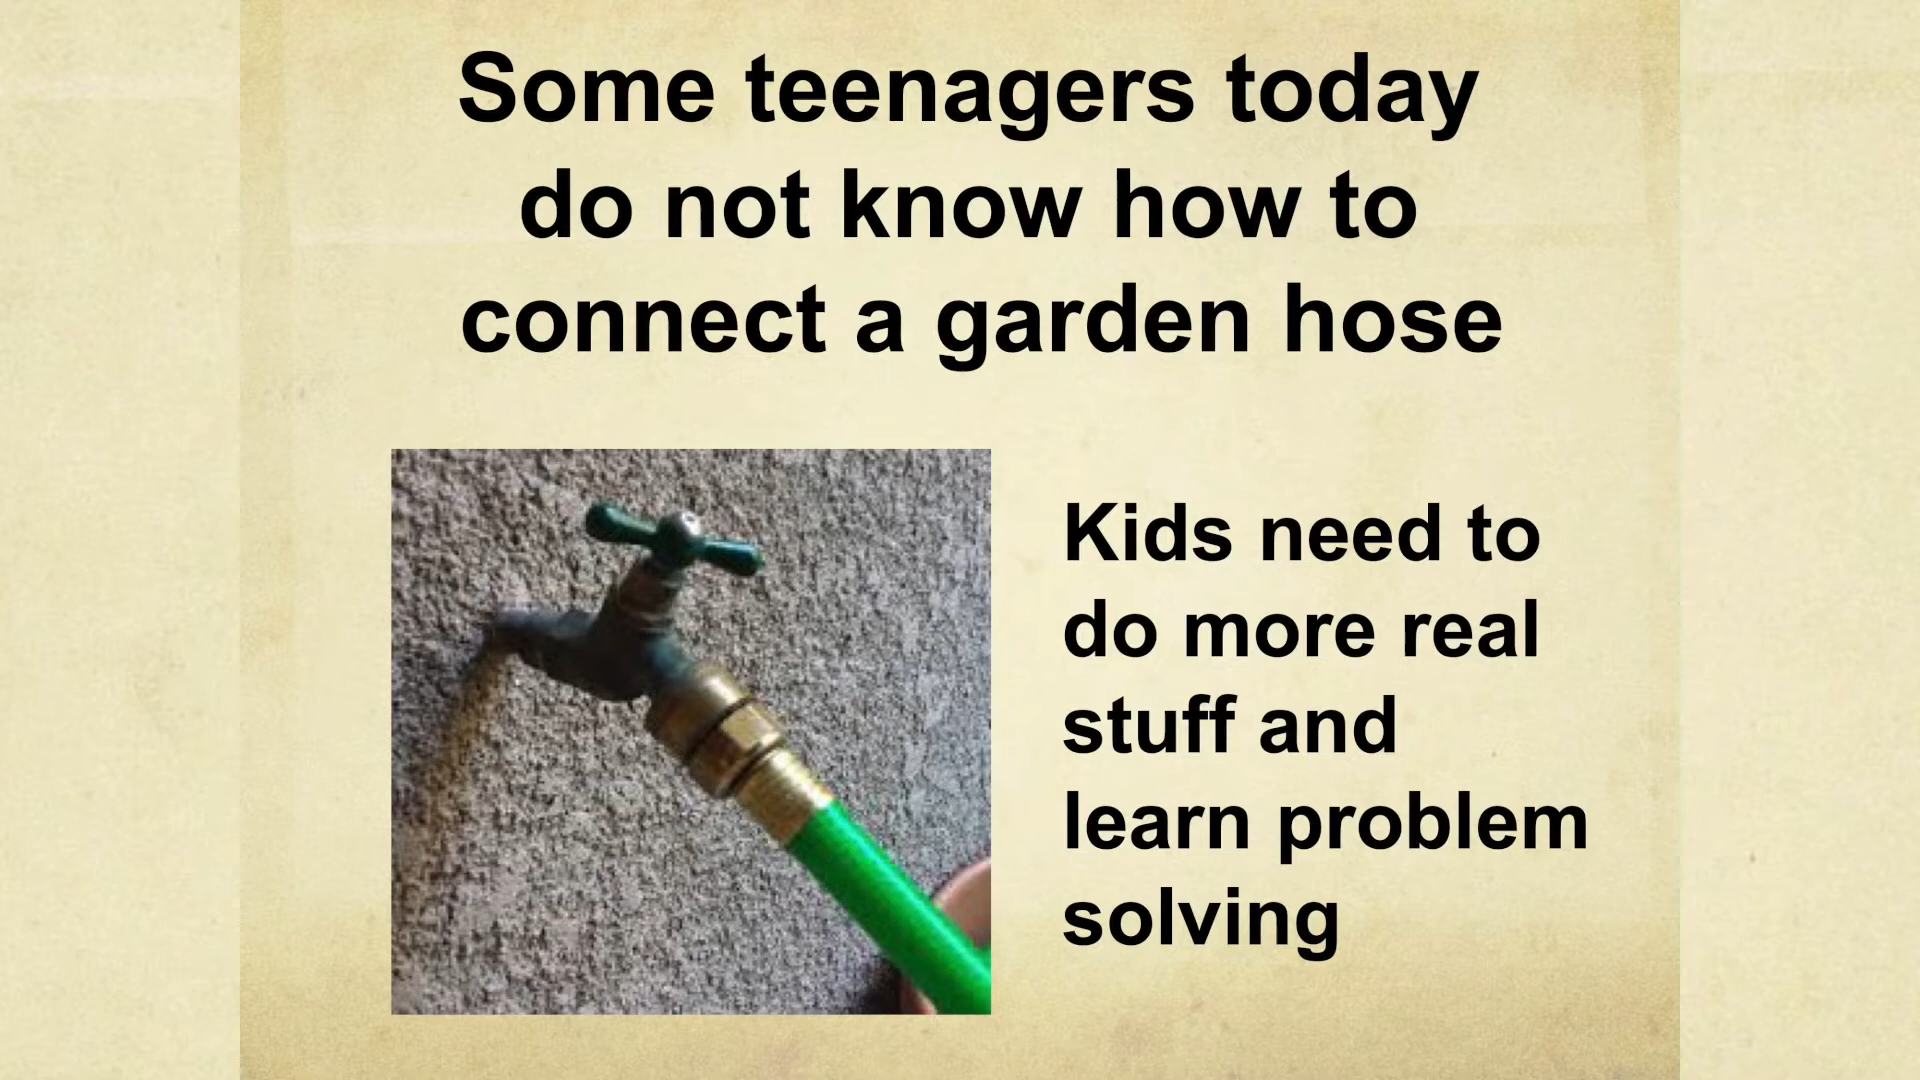 Some teenagers today
do not know how to
connect a garden hose
Kids need to
do more real
stuff and
learn problem
solving